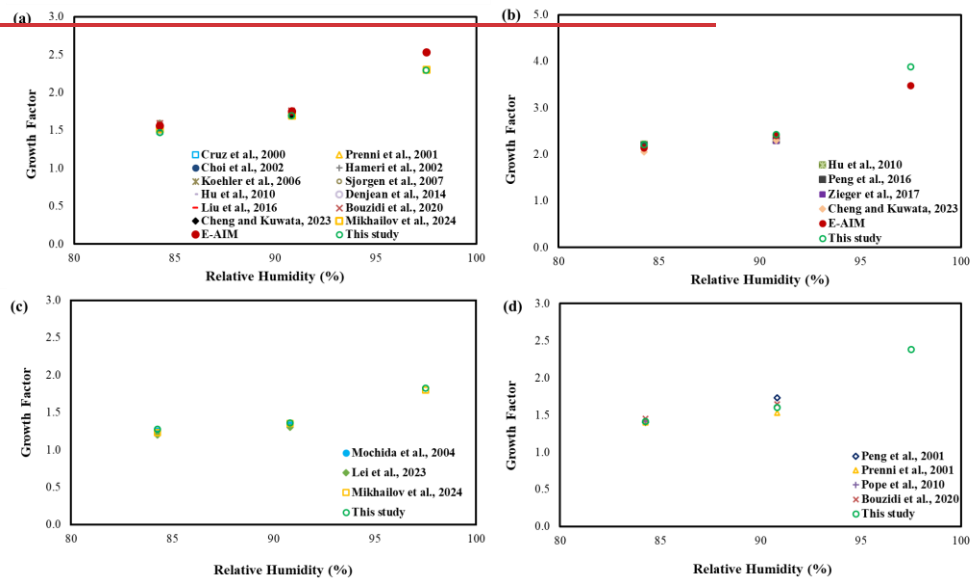 (a)
3.0
2.5
2.0
1.5
1.0
0.5
0.0
Growth Factor
Cruz et al., 2000
Prenni et al., 2001
Choi et al., 2002
Hameri et al., 2002
Koehler et al., 2006
Sjorgen et al., 2007
Hu et al., 2010
Denjean et al., 2014
Liu et al., 2016
Bouzidi et al., 2020
Cheng and Kuwata, 2023
Mikhailov et al., 2024
E-AIM
This study
80 85 90 95 100
Relative Humidity (%)
(b)
5.0
4.0
3.0
2.0
1.0
0.0
Growth Factor
Hu et al., 2010
Peng et al., 2016
Zieger et al., 2017
Cheng and Kuwata, 2023
E-AIM
This study
80 85 90 95 100
Relative Humidity (%)
(c)
3.0
2.5
2.0
1.5
1.0
0.5
0.0
Growth Factor
Mochida et al., 2004
Lei et al., 2023
Mikhailov et al., 2024
This study
80 85 90 95 100
Relative Humidity (%)
(d)
3.0
2.5
2.0
1.5
1.0
0.5
0.0
Growth Factor
Peng et al., 2001
Prenni et al., 2001
Pope et al., 2010
Bouzidi et al., 2020
This study
80 85 90 95 100
Relative Humidity (%)